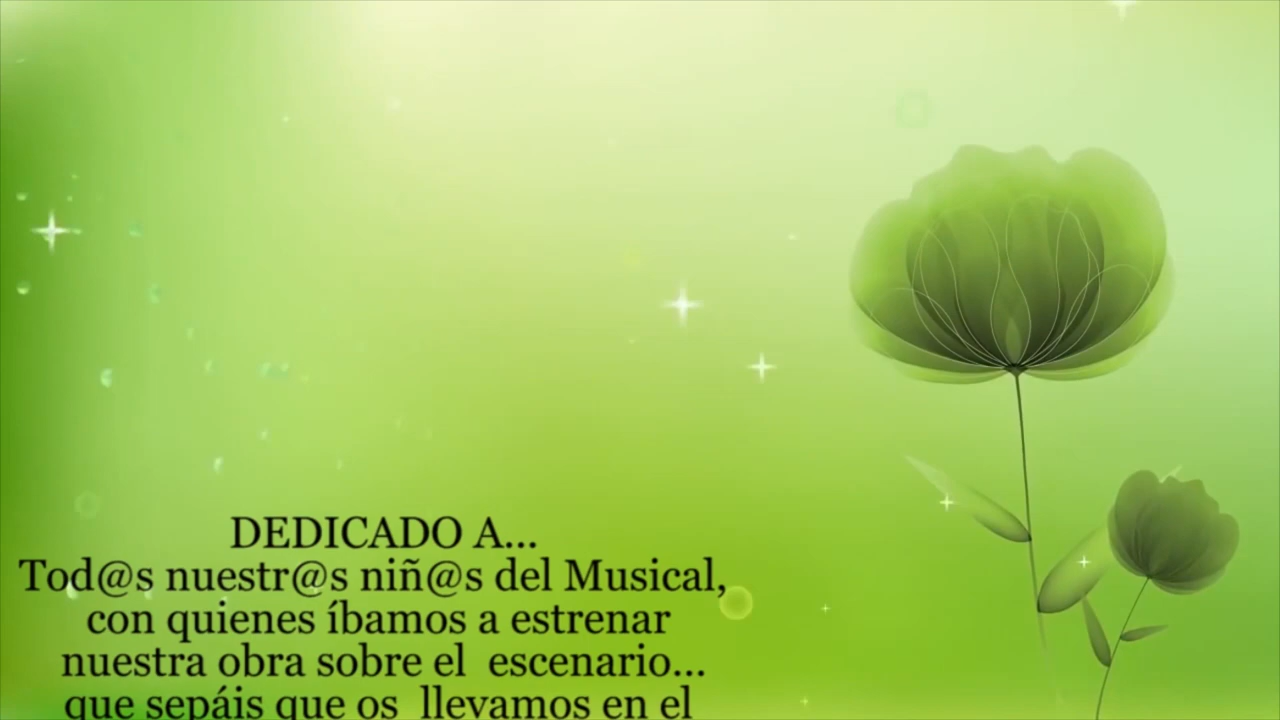 DEDICADO A...
Tod@s nuestr@s niñ@s del Musical,
con quienes íbamos a estrenar
nuestra obra sobre el escenario...
que sepáis que os llevamos en el